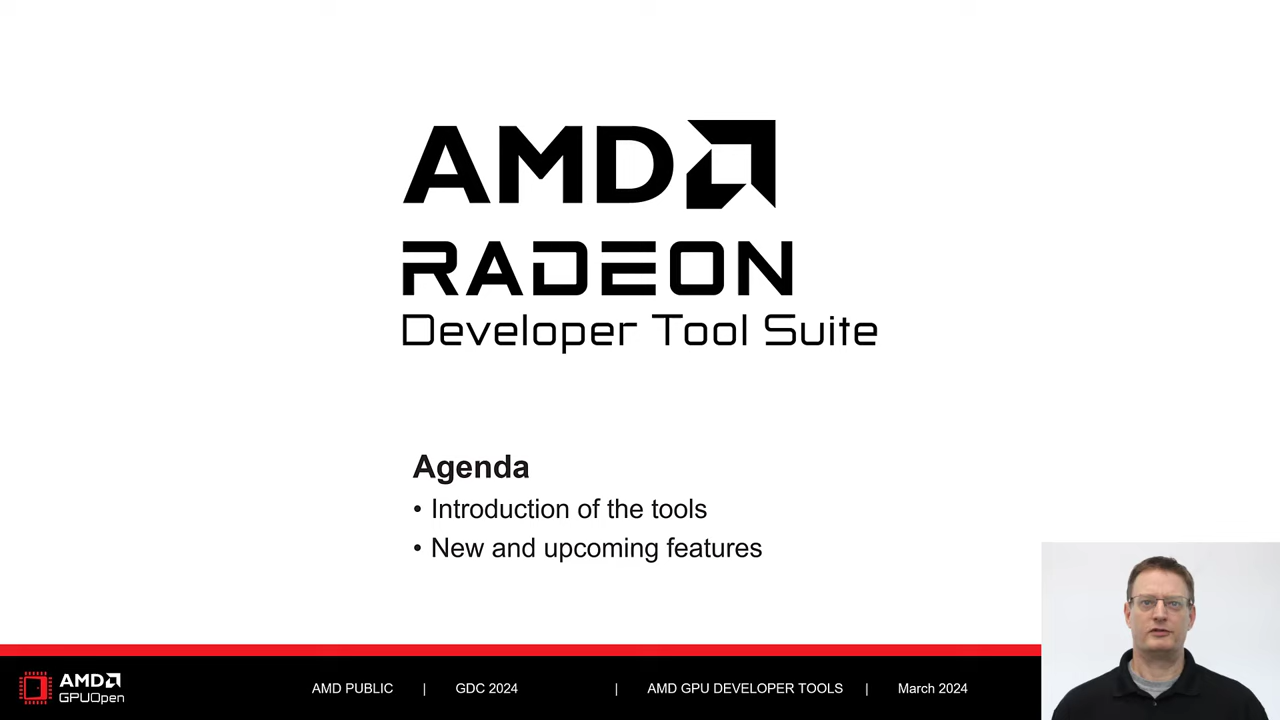 AMD
RADEON
Developer Tool Suite
Agenda
• Introduction of the tools
• New and upcoming features
AMD
GPUOpen
AMD PUBLIC | GDC 2024 | AMD GPU DEVELOPER TOOLS | March 2024